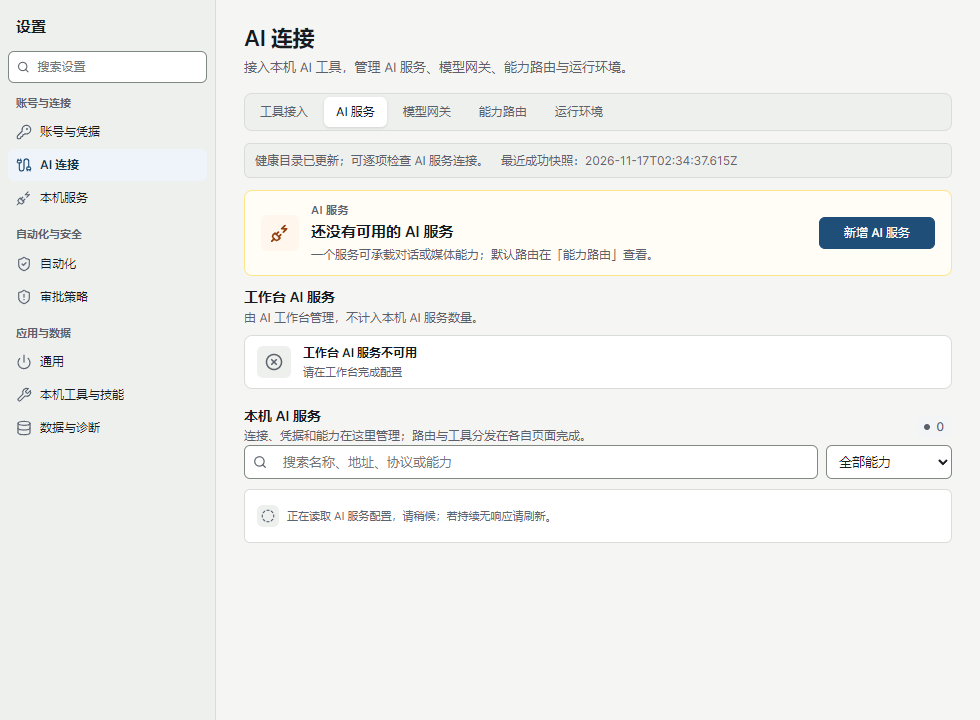 设置
搜索设置
账号与连接
账号与凭据
AI 连接
本机服务
自动化与安全
自动化
审批策略
应用与数据
通用
本机工具与技能
数据与诊断
AI 连接
接入本机 AI 工具，管理 AI 服务、模型网关、能力路由与运行环境。
工具接入 AI 服务 模型网关 能力路由 运行环境
健康目录已更新；可逐项检查 AI 服务连接。 最近成功快照：2026-11-17T02:34:37.615Z
AI 服务
还没有可用的 AI 服务
一个服务可承载对话或媒体能力；默认路由在「能力路由」查看。
新增 AI 服务
工作台 AI 服务
由 AI 工作台管理，不计入本机 AI 服务数量。
工作台 AI 服务不可用
请在工作台完成配置
本机 AI 服务
连接、凭据和能力在这里管理；路由与工具分发在各自页面完成。
0
搜索名称、地址、协议或能力
全部能力
正在读取 AI 服务配置，请稍候；若持续无响应请刷新。